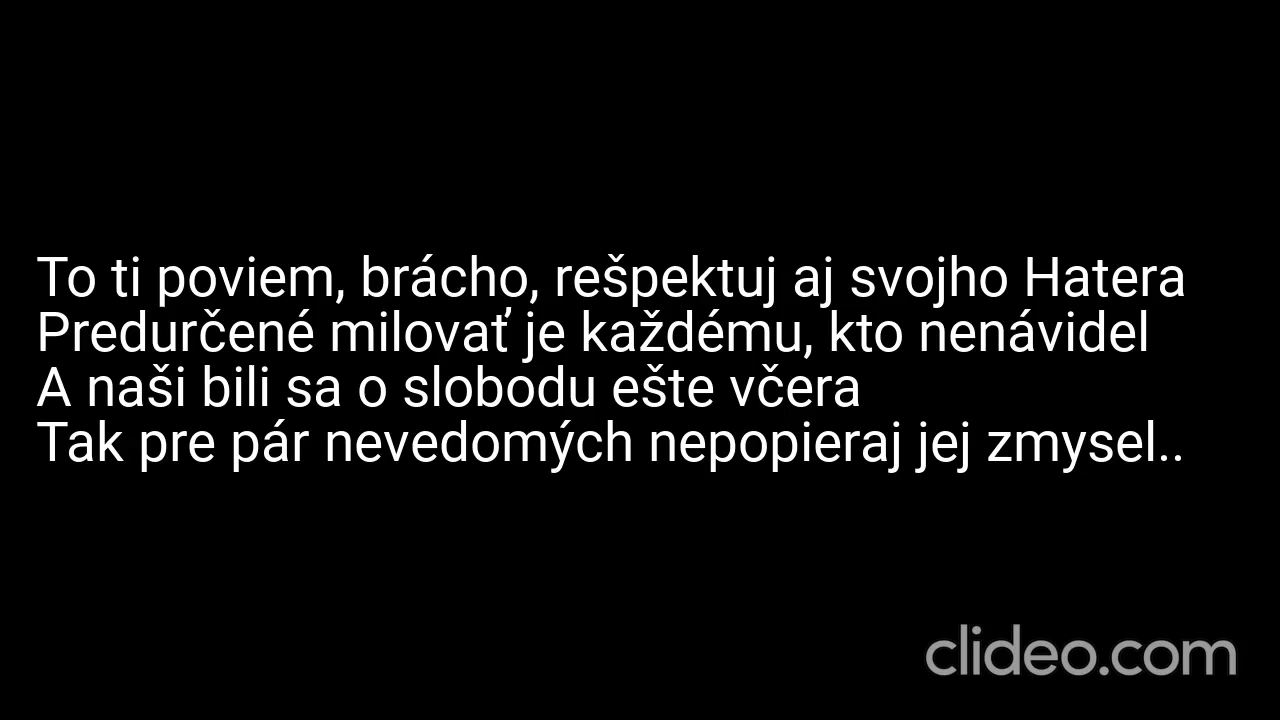 To ti poviem, brácho, rešpektuj aj svojho Hatera
Predurčené milovať je každému, kto nenávidel
A naši bili sa o slobodu ešte včera
Tak pre pár nevedomých nepopieraj jej zmysel..
clideo.com